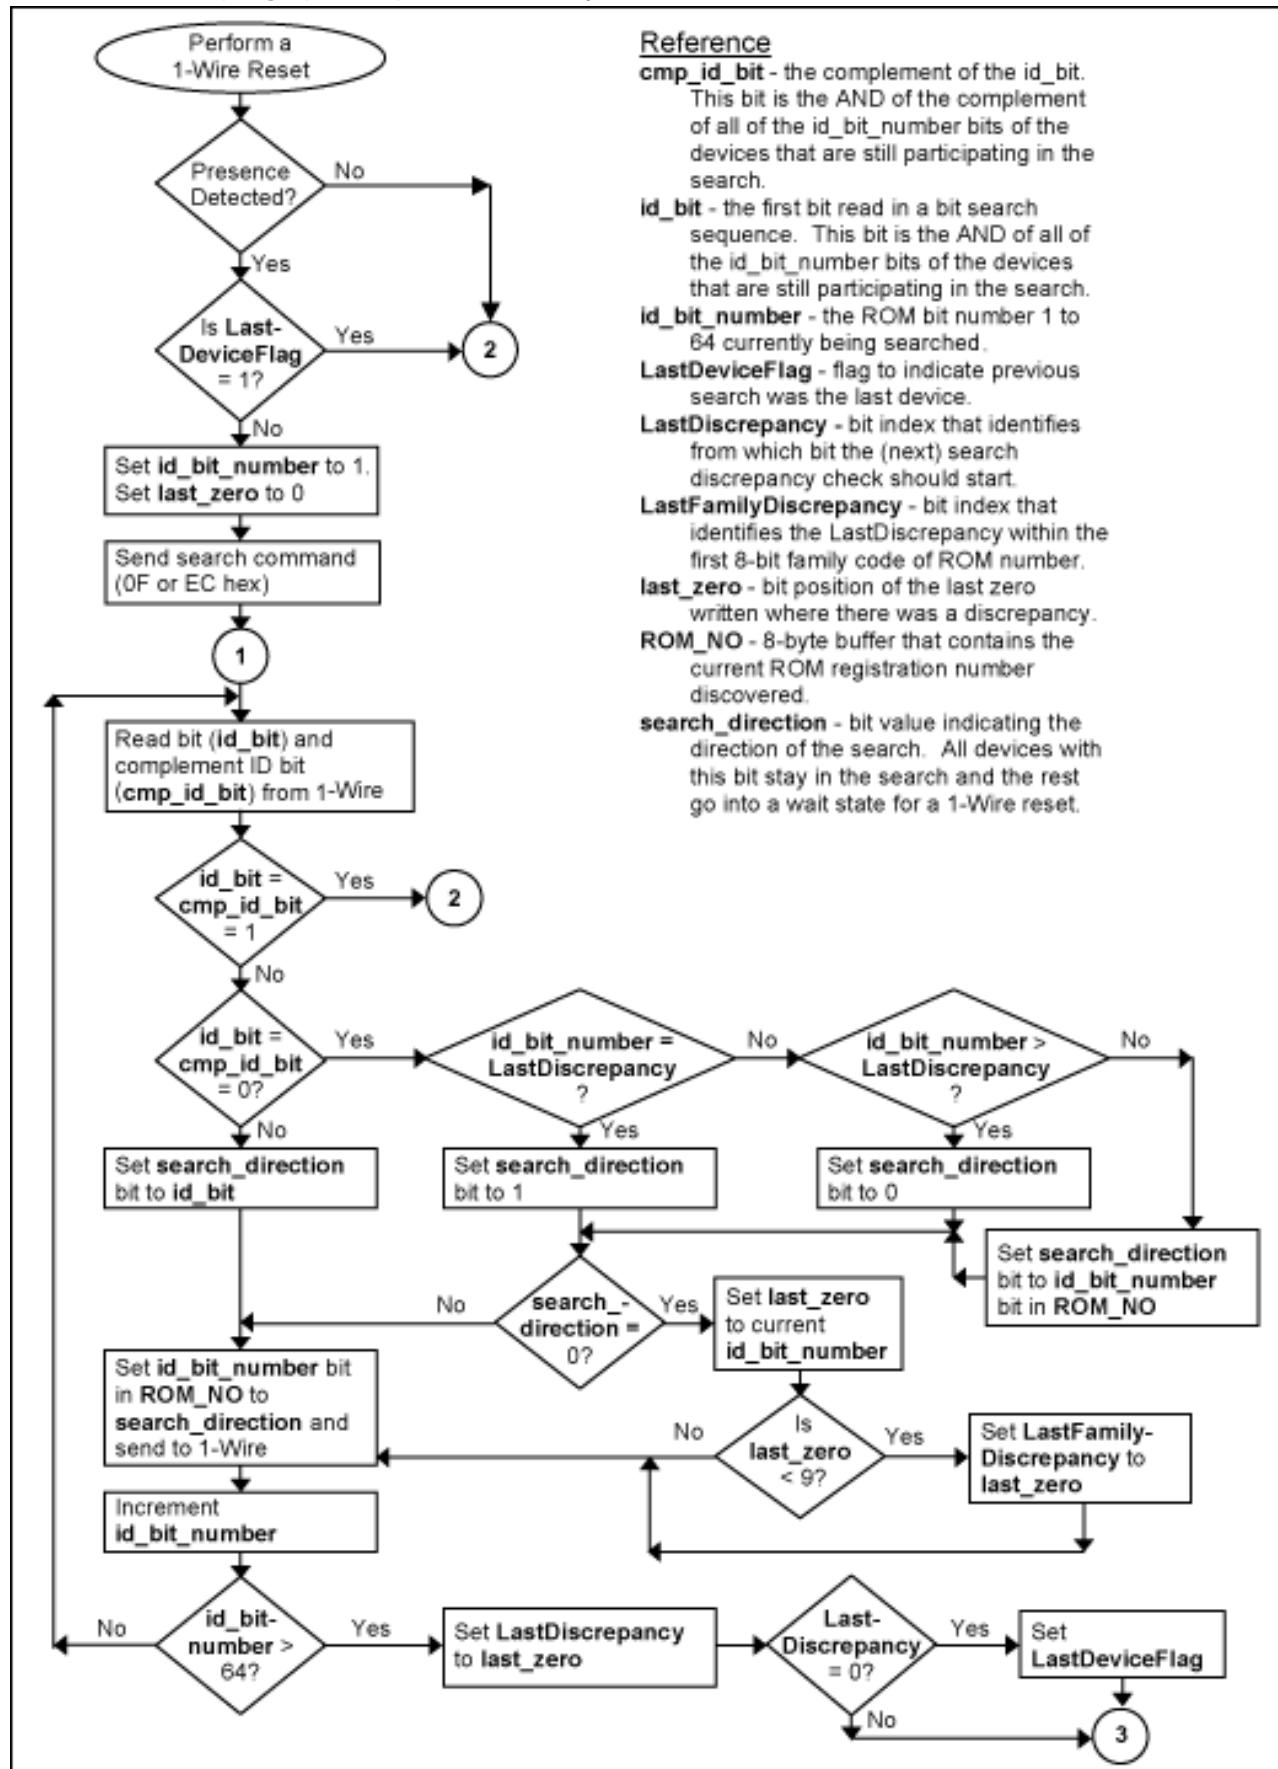 Perform a
1-Wire Reset
Presence
Detected?
No
Yes
Is Last-
DeviceFlag
= 1?
Yes
2
No
Set id_bit_number to 1.
Set last_zero to 0
Send search command
(0F or EC hex)
1
Read bit (id_bit) and
complement ID bit
(cmp_id_bit) from 1-Wire
id_bit =
cmp_id_bit
= 1
Yes
2
No
id_bit =
cmp_id_bit
= 0?
Yes
id_bit_number =
LastDiscrepancy
?
No
id_bit_number >
LastDiscrepancy
?
No
No
Yes
Yes
Set search_direction
bit to id_bit
Set search_direction
bit to 1
Set search_direction
bit to 0
Set search_direction
bit to id_bit_number
bit in ROM_NO
No
search_-
direction =
0?
Yes
Set last_zero
to current
id_bit_number
Set id_bit_number bit
in ROM_NO to
search_direction and
send to 1-Wire
No
Is
last_zero
< 9?
Yes
Set LastFamily-
Discrepancy to
last_zero
Increment
id_bit_number
No
id_bit-
number >
64?
Yes
Set LastDiscrepancy
to last_zero
Last-
Discrepancy
= 0?
Yes
Set
LastDeviceFlag
No
3
Reference
cmp_id_bit - the complement of the id_bit.
This bit is the AND of the complement
of all of the id_bit_number bits of the
devices that are still participating in the
search.
id_bit - the first bit read in a bit search
sequence. This bit is the AND of all of
the id_bit_number bits of the devices
that are still participating in the search.
id_bit_number - the ROM bit number 1 to
64 currently being searched.
LastDeviceFlag - flag to indicate previous
search was the last device.
LastDiscrepancy - bit index that identifies
from which bit the (next) search
discrepancy check should start.
LastFamilyDiscrepancy - bit index that
identifies the LastDiscrepancy within the
first 8-bit family code of ROM number.
last_zero - bit position of the last zero
written where there was a discrepancy.
ROM_NO - 8-byte buffer that contains the
current ROM registration number
discovered.
search_direction - bit value indicating the
direction of the search. All devices with
this bit stay in the search and the rest
go into a wait state for a 1-Wire reset.